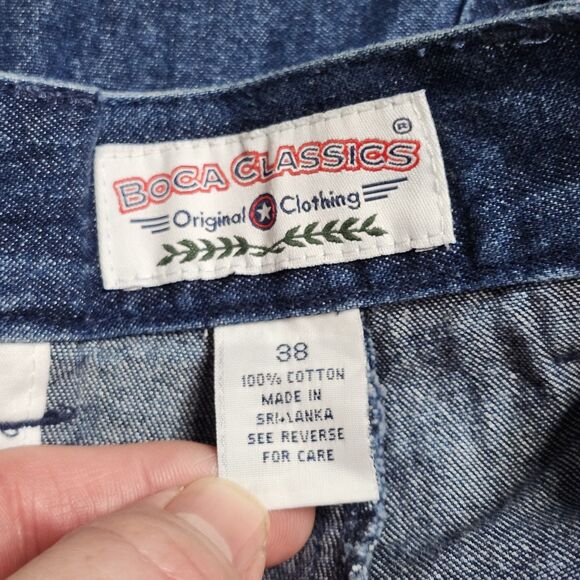 BOCA CLASSICS ®
Original Clothing
38
100% COTTON
MADE IN
SRI LANKA
SEE REVERSE
FOR CARE